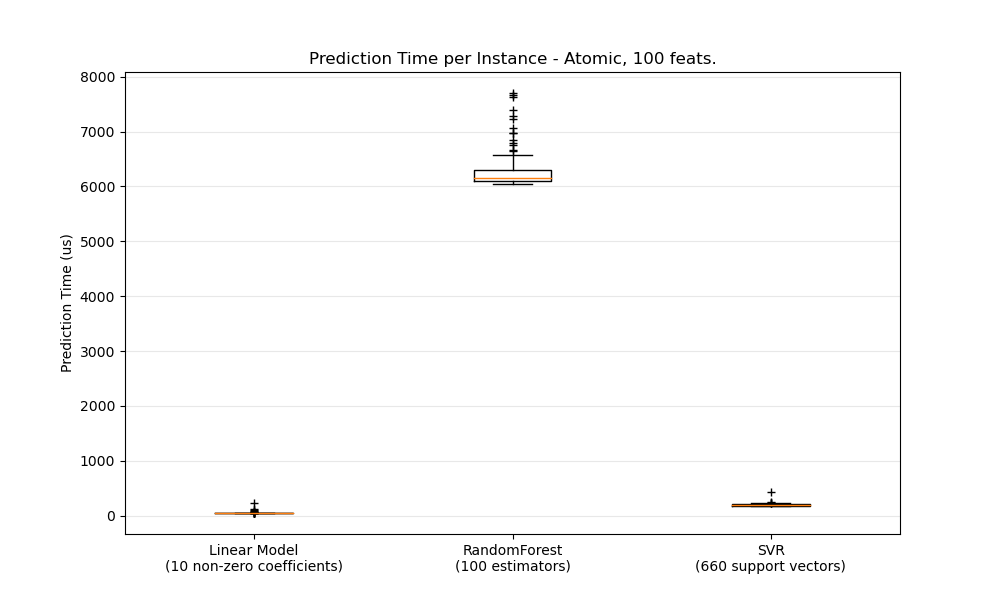 Prediction Time per Instance - Atomic, 100 feats.
8000
7000
6000
5000
4000
3000
2000
1000
0
Prediction Time (us)
Linear Model
(10 non-zero coefficients)
RandomForest
(100 estimators)
SVR
(660 support vectors)